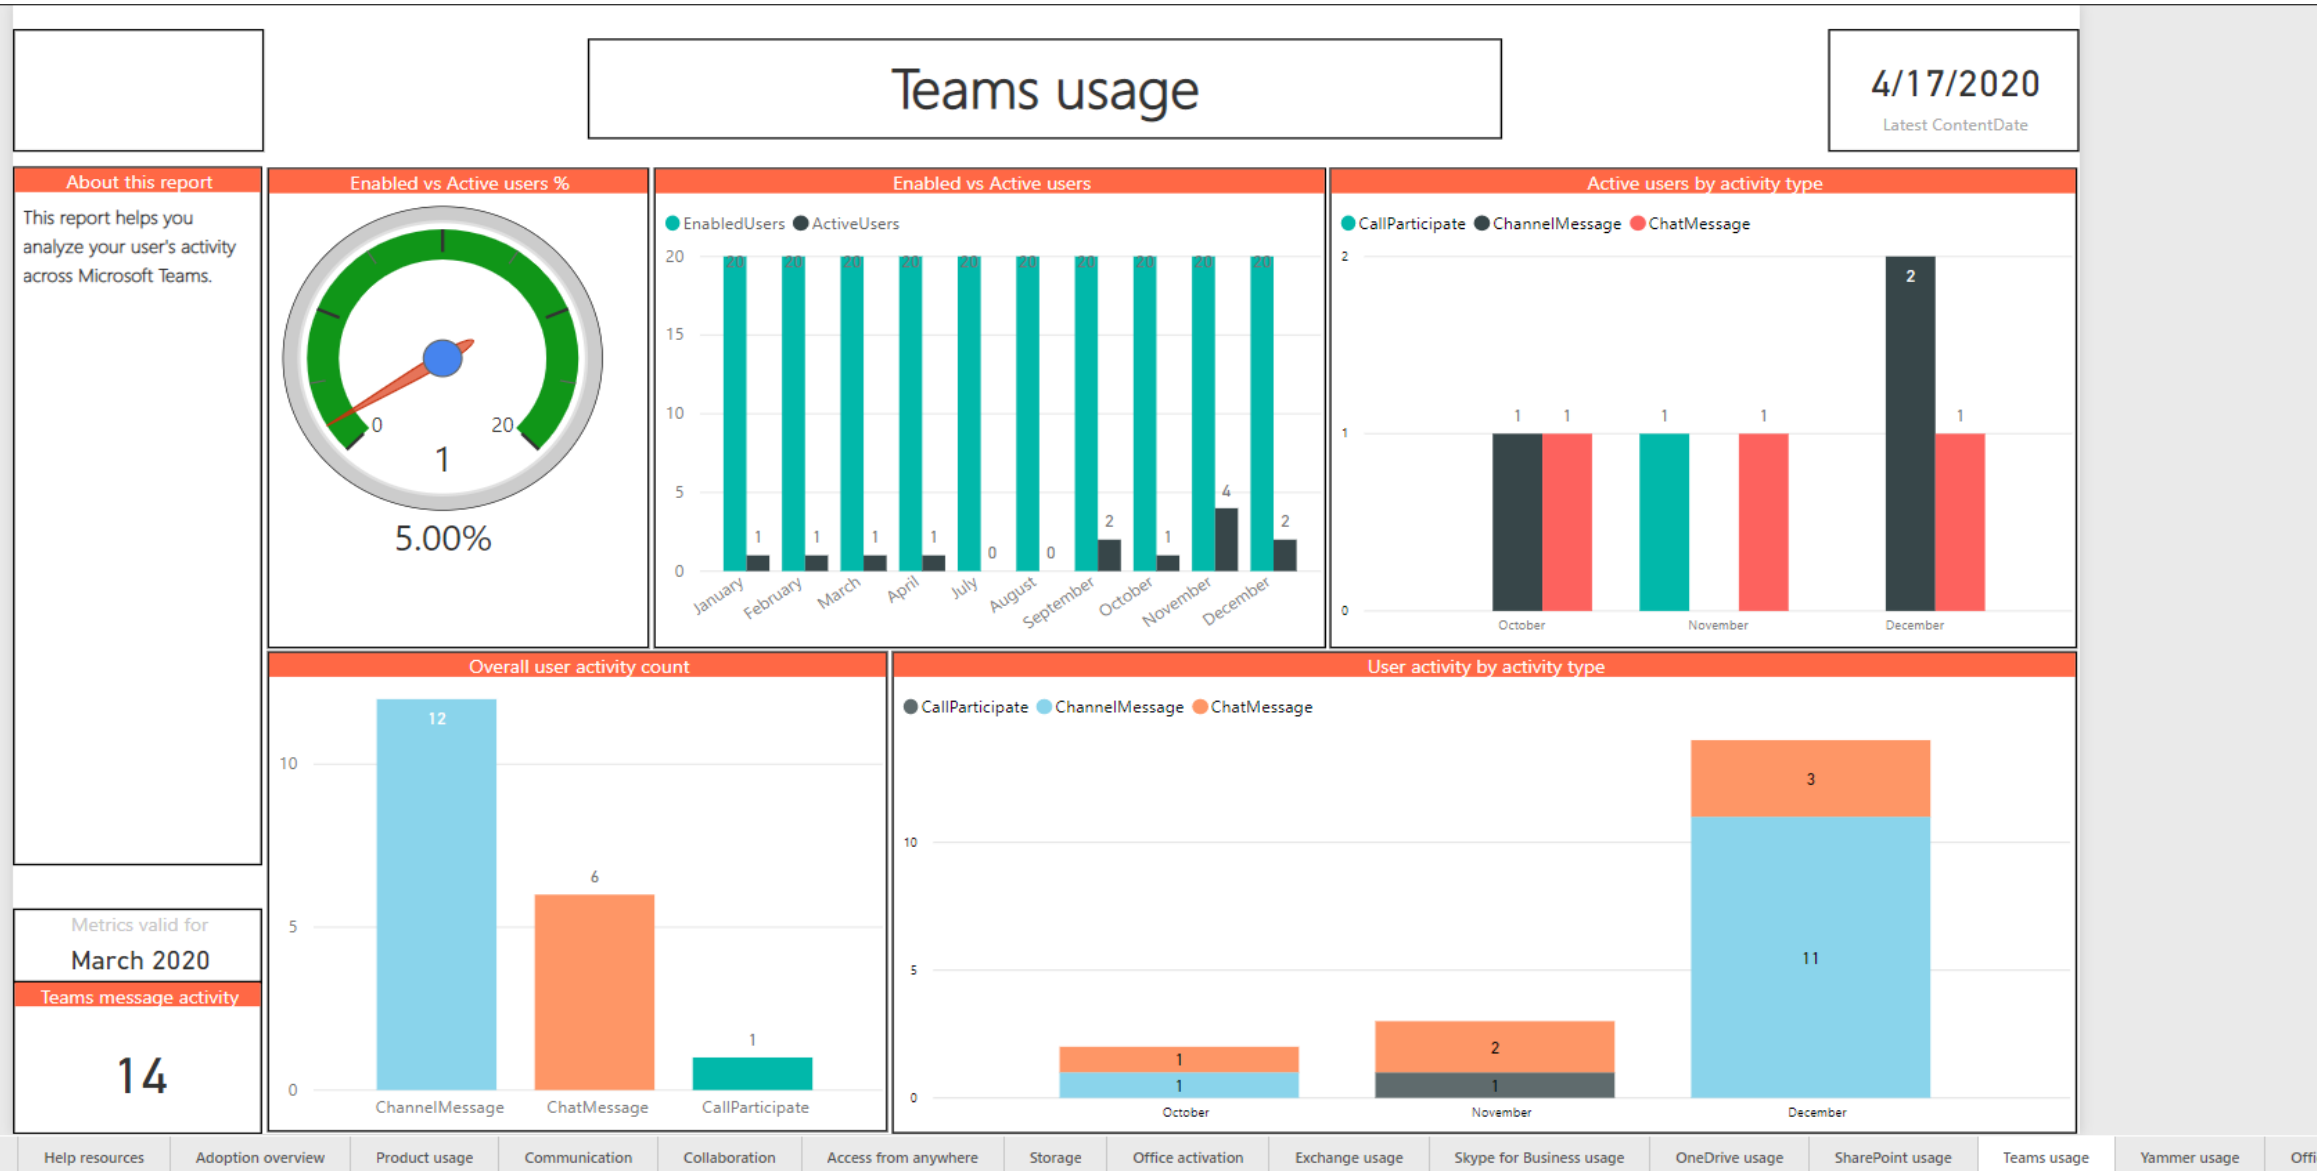 Teams usage
4/17/2020
Latest ContentDate
About this report
This report helps you
analyze your user's activity
across Microsoft Teams.
Enabled vs Active users %
0
20
1
5.00%
Enabled vs Active users
EnabledUsers ActiveUsers
20
15
10
5
0
20 20 20 20 20 20 20 20 20 20
1 1 1 1 0 0 2 1 4 2
January February March April July August September October November December
Active users by activity type
CallParticipate ChannelMessage ChatMessage
2
1
0
1 1 1 1 2 1
October November December
Metrics valid for
March 2020
Teams message activity
14
Overall user activity count
10
5
0
12
6
1
ChannelMessage ChatMessage CallParticipate
User activity by activity type
CallParticipate ChannelMessage ChatMessage
10
5
0
1
1
2
1
3
11
October November December
Help resources Adoption overview Product usage Communication Collaboration Access from anywhere Storage Office activation Exchange usage Skype for Business usage OneDrive usage SharePoint usage Teams usage Yammer usage Offi